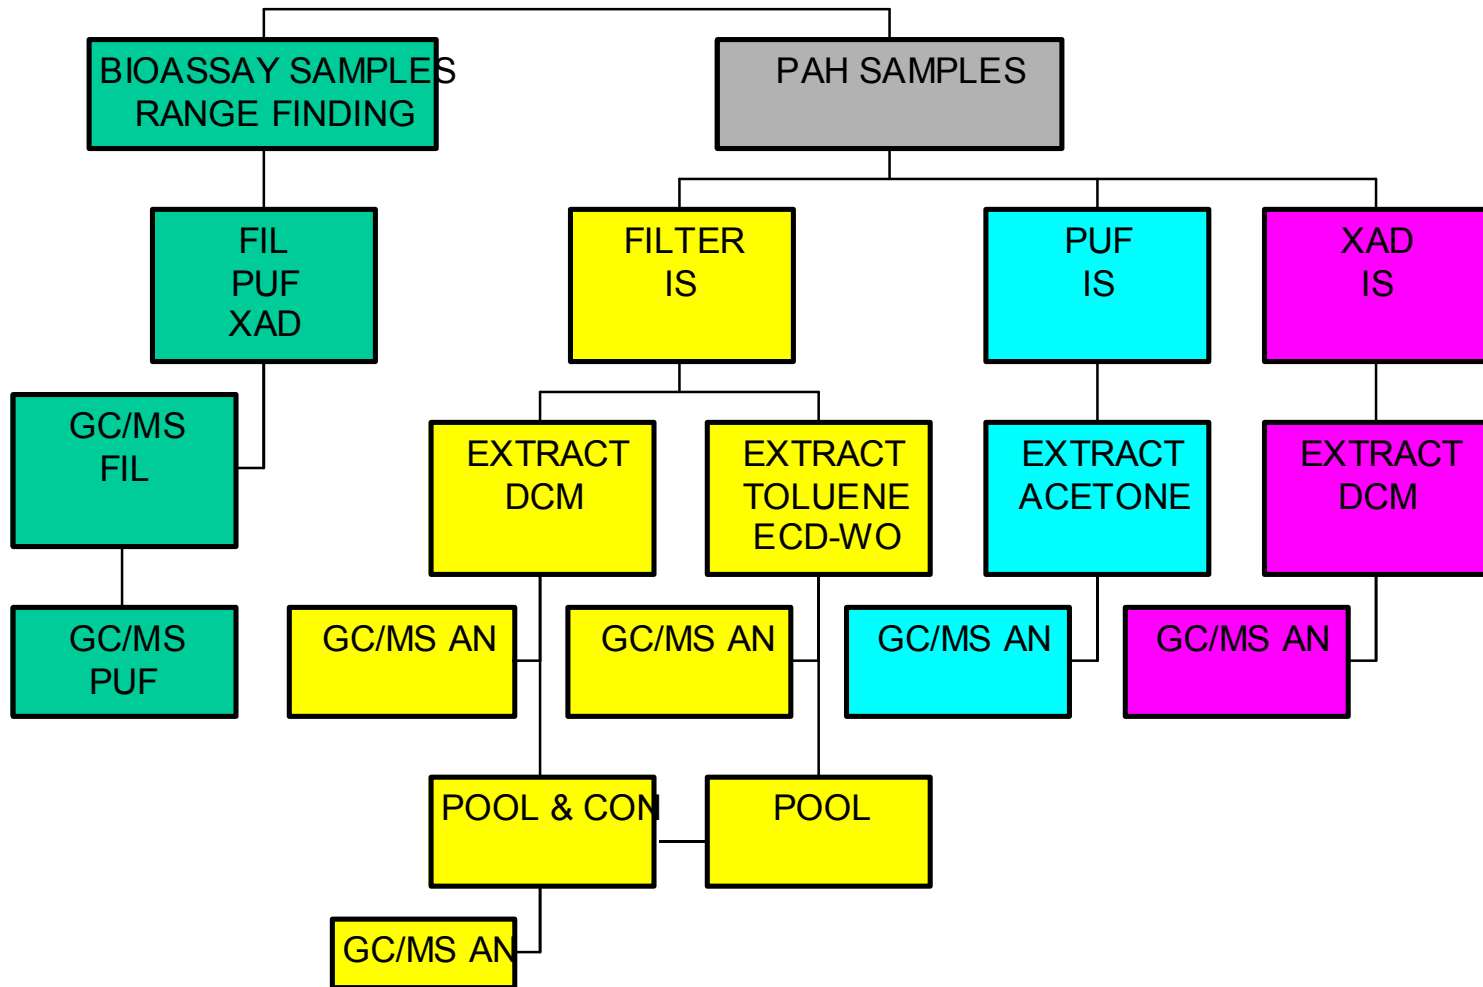 BIOASSAY SAMPLES
RANGE FINDING
PAH SAMPLES
FIL
PUF
XAD
FILTER
IS
PUF
IS
XAD
IS
GC/MS
FIL
EXTRACT
DCM
EXTRACT
TOLUENE
ECD-WO
EXTRACT
ACETONE
EXTRACT
DCM
GC/MS
PUF
GC/MS AN
GC/MS AN
GC/MS AN
GC/MS AN
POOL & CON
POOL
GC/MS AN